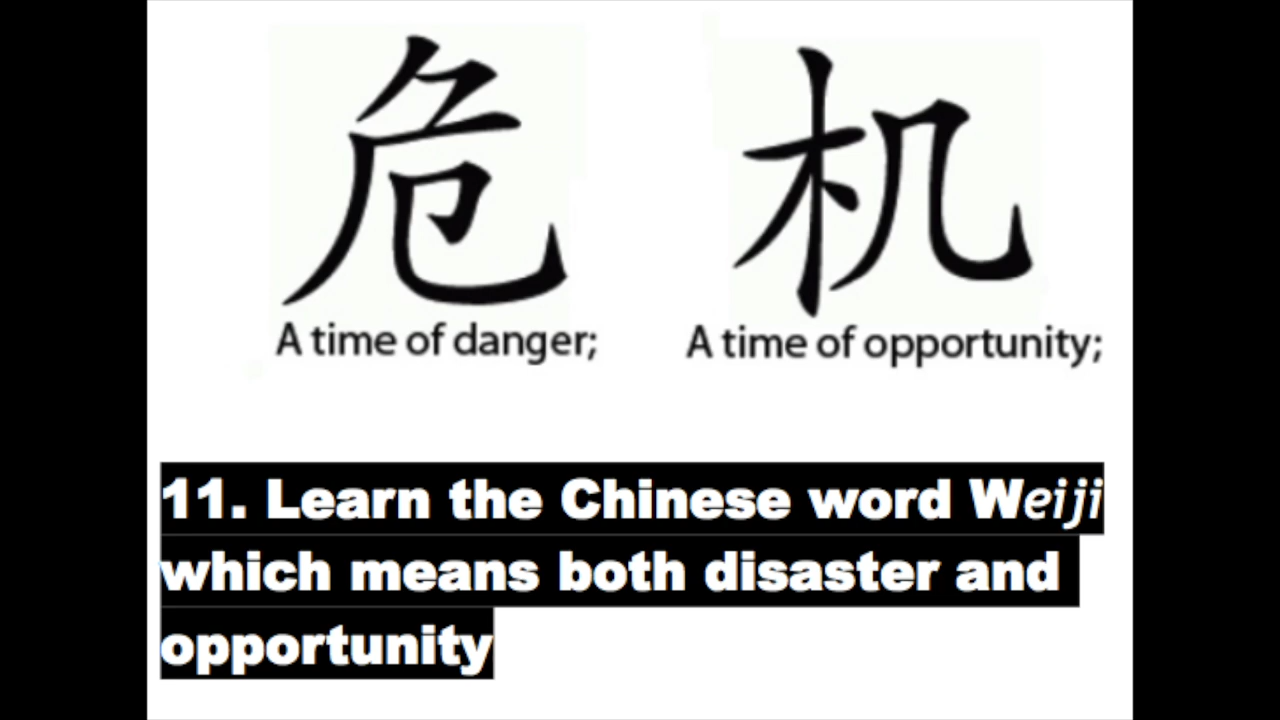 危 机
A time of danger; A time of opportunity;
11. Learn the Chinese word Weiji
which means both disaster and
opportunity